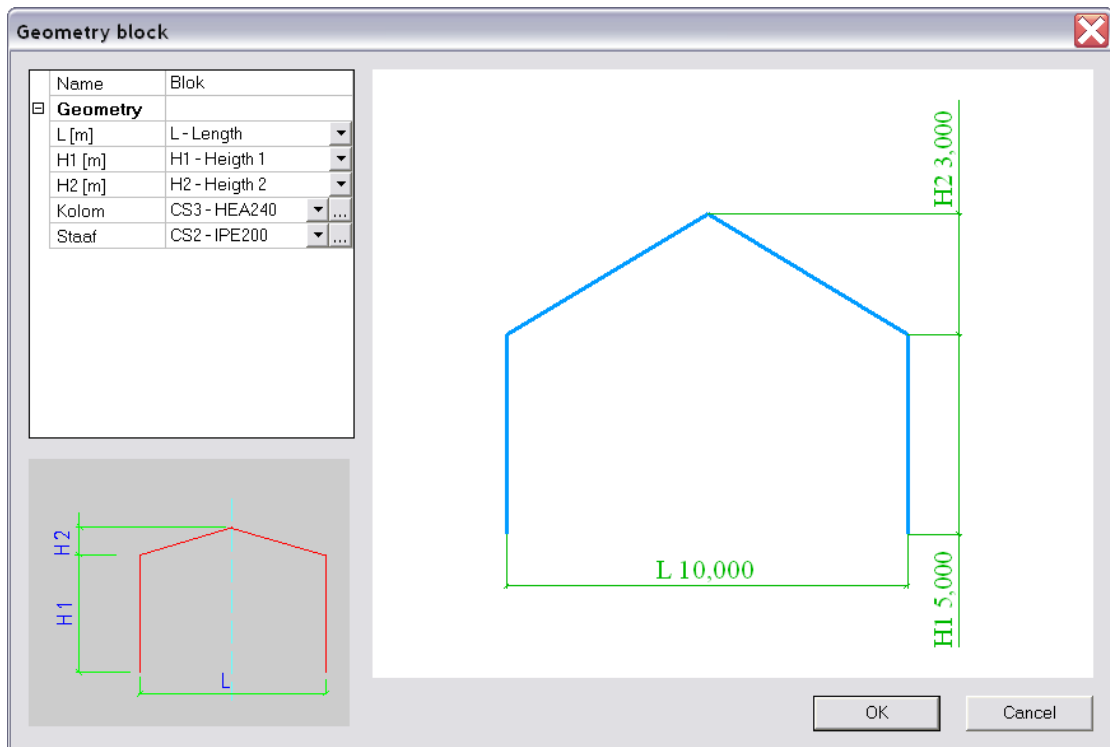 Geometry block
Name Blok
Geometry
L [m] L - Length
H1 [m] H1 - Heigth 1
H2 [m] H2 - Heigth 2
Kolom CS3 - HEA240 ...
Staaf CS2 - IPE200 ...
H2
H1
L
H2 3,000
L 10,000
H1 5,000
OK Cancel